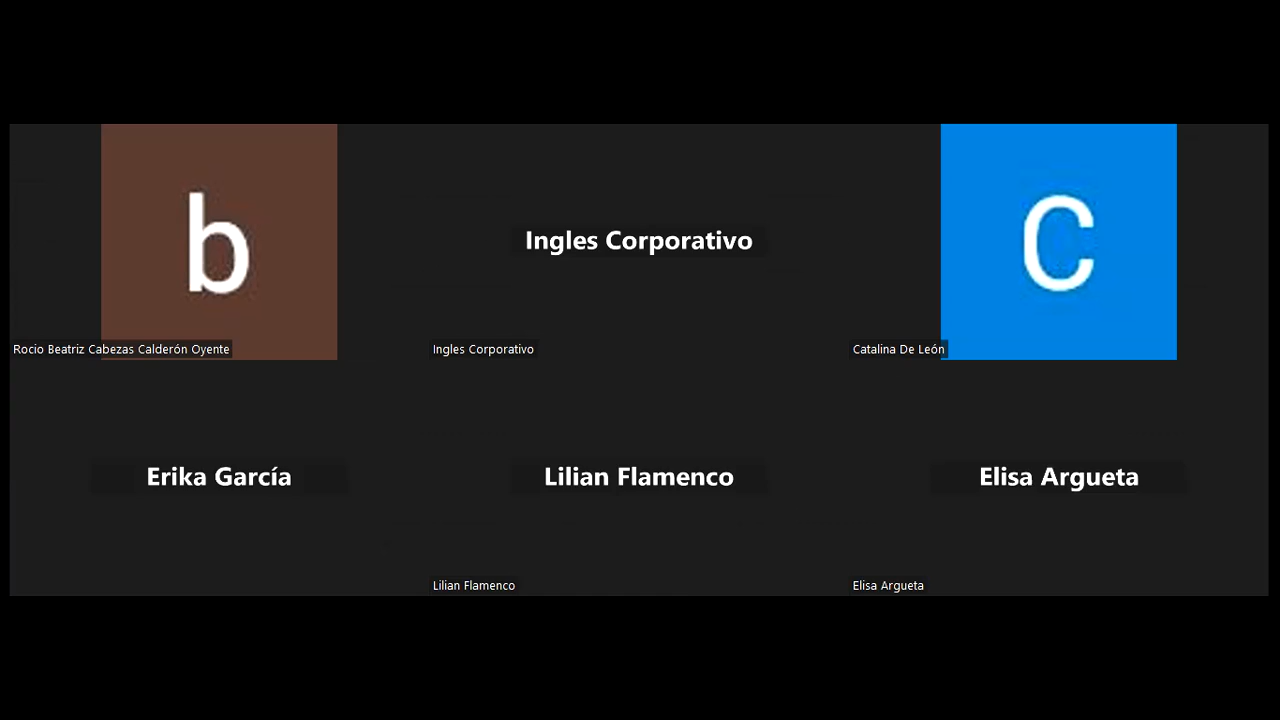 b
Ingles Corporativo
C
Rocio Beatriz Cabezas Calderón Oyente
Ingles Corporativo
Catalina De León
Erika García
Lilian Flamenco
Elisa Argueta
Lilian Flamenco
Elisa Argueta